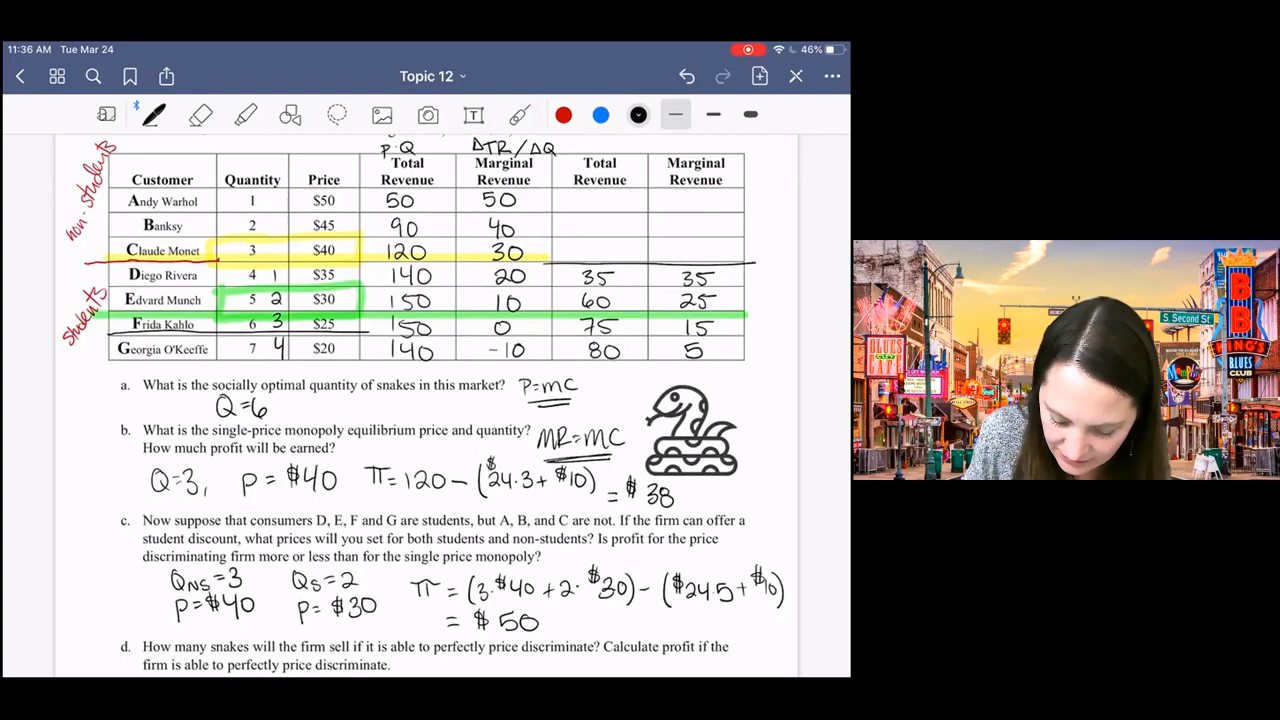 11:36 AM Tue Mar 24
46%
Topic 12
T
non-students
students
P·Q ΔTR/ΔQ
Customer Quantity Price Total Revenue Marginal Revenue Total Revenue Marginal Revenue
Andy Warhol 1 $50 50 50
Banksy 2 $45 90 40
Claude Monet 3 $40 120 30
Diego Rivera 4 1 $35 140 20 35 35
Edvard Munch 5 2 $30 150 10 60 25
Frida Kahlo 6 3 $25 150 0 75 15
Georgia O'Keeffe 7 4 $20 140 -10 80 5
a. What is the socially optimal quantity of snakes in this market? P=MC
Q=6
b. What is the single-price monopoly equilibrium price and quantity? MR=MC
How much profit will be earned?
Q=3, P=$40 π=120-($24·3+$10)
=$38
c. Now suppose that consumers D, E, F and G are students, but A, B, and C are not. If the firm can offer a
student discount, what prices will you set for both students and non-students? Is profit for the price
discriminating firm more or less than for the single price monopoly?
QNS=3 QS=2 π=(3·$40+2·$30)-($24·5+$10)
P=$40 P=$30
=$50
d. How many snakes will the firm sell if it is able to perfectly price discriminate? Calculate profit if the
firm is able to perfectly price discriminate.
S. Second St
BLUES
CLUB
Memphis
BB
KING'S
BLUES
CLUB